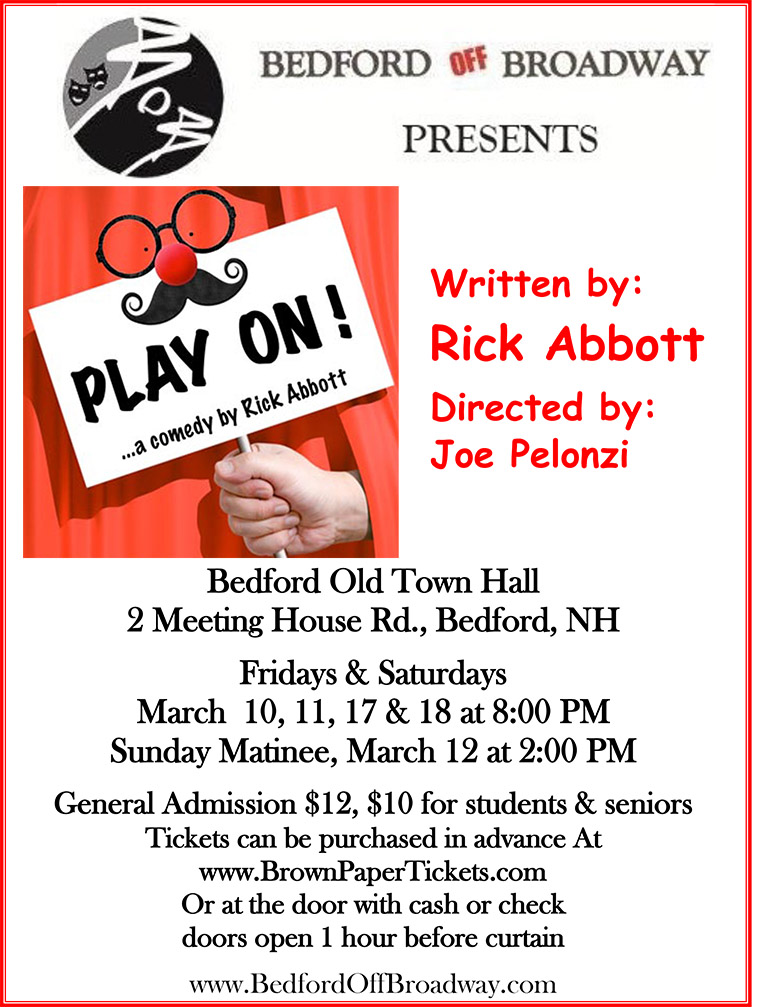 BEDFORD OFF BROADWAY
PRESENTS
PLAY ON!
...a comedy by Rick Abbott
Written by:
Rick Abbott
Directed by:
Joe Pelonzi
Bedford Old Town Hall
2 Meeting House Rd., Bedford, NH
Fridays & Saturdays
March 10, 11, 17 & 18 at 8:00 PM
Sunday Matinee, March 12 at 2:00 PM
General Admission $12, $10 for students & seniors
Tickets can be purchased in advance At
www.BrownPaperTickets.com
Or at the door with cash or check
doors open 1 hour before curtain
www.BedfordOffBroadway.com